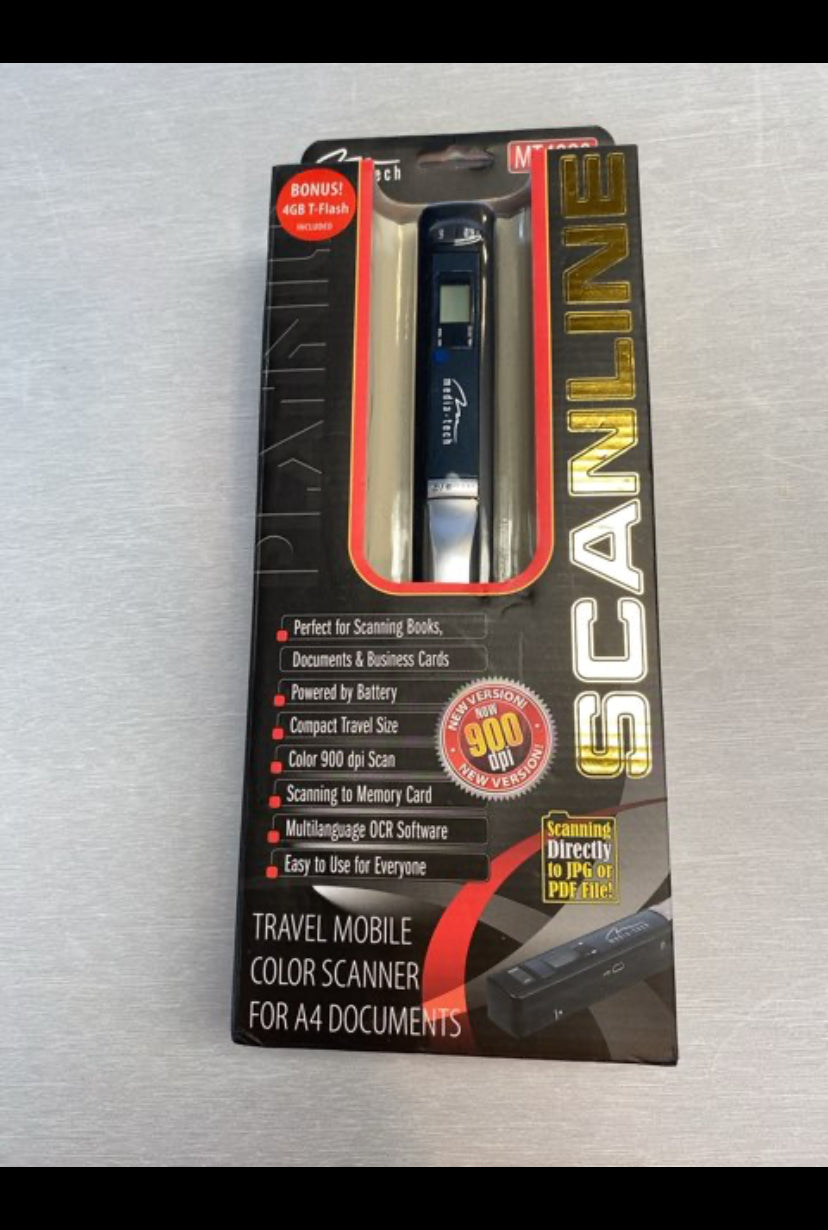 BONUS!
4GB T-Flash
INCLUDED
SCANLINE
media-tech
Perfect for Scanning Books,
Documents & Business Cards
Powered by Battery
Compact Travel Size
Color 900 dpi Scan
Scanning to Memory Card
Multilanguage OCR Software
Easy to Use for Everyone
NEW VERSION!
NOW
900
dpi
NEW VERSION!
Scanning
Directly
to JPG or
PDF File!
TRAVEL MOBILE
COLOR SCANNER
FOR A4 DOCUMENTS
media-tech